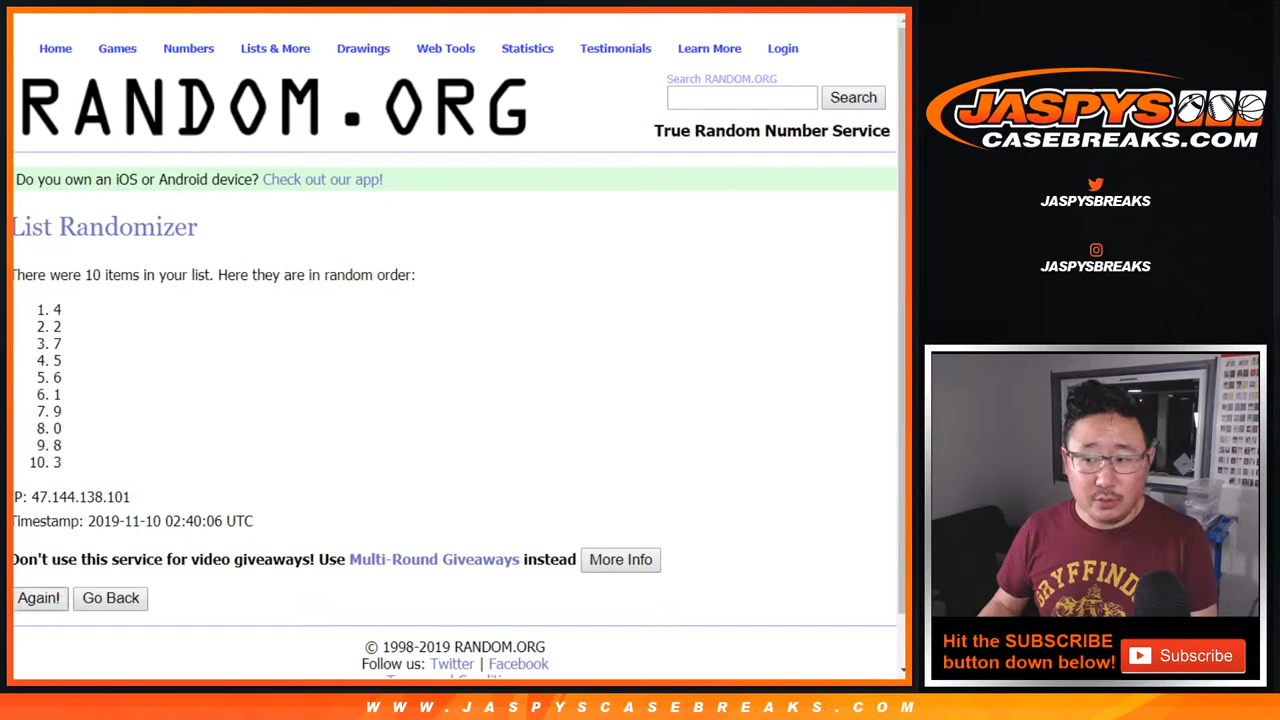 Home Games Numbers Lists & More Drawings Web Tools Statistics Testimonials Learn More Login
RANDOM.ORG
Search RANDOM.ORG
Search
True Random Number Service
Do you own an iOS or Android device? Check out our app!
List Randomizer
There were 10 items in your list. Here they are in random order:
1. 4
2. 2
3. 7
4. 5
5. 6
6. 1
7. 9
8. 0
9. 8
10. 3
IP: 47.144.138.101
Timestamp: 2019-11-10 02:40:06 UTC
Don't use this service for video giveaways! Use Multi-Round Giveaways instead More Info
Again! Go Back
© 1998-2019 RANDOM.ORG
Follow us: Twitter | Facebook
JASPYS
CASEBREAKS.COM
JASPYSBREAKS
JASPYSBREAKS
GRYFFINDO
Hit the SUBSCRIBE
button down below!
Subscribe
WWW.JASPYSCASEBREAKS.COM